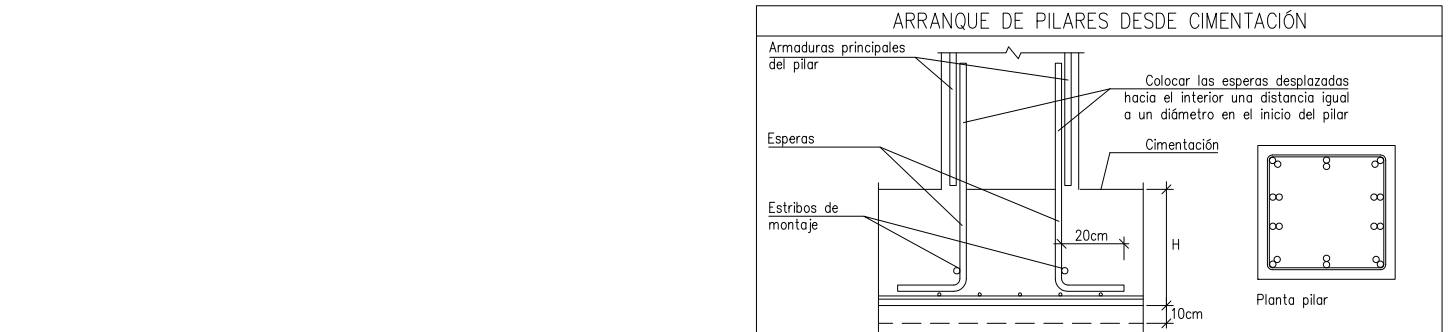 ARRANQUE DE PILARES DESDE CIMENTACIÓN
Armaduras principales
del pilar
Colocar las esperas desplazadas
hacia el interior una distancia igual
a un diámetro en el inicio del pilar
Esperas
Cimentación
Estribos de
montaje
20cm
H
10cm
Planta pilar